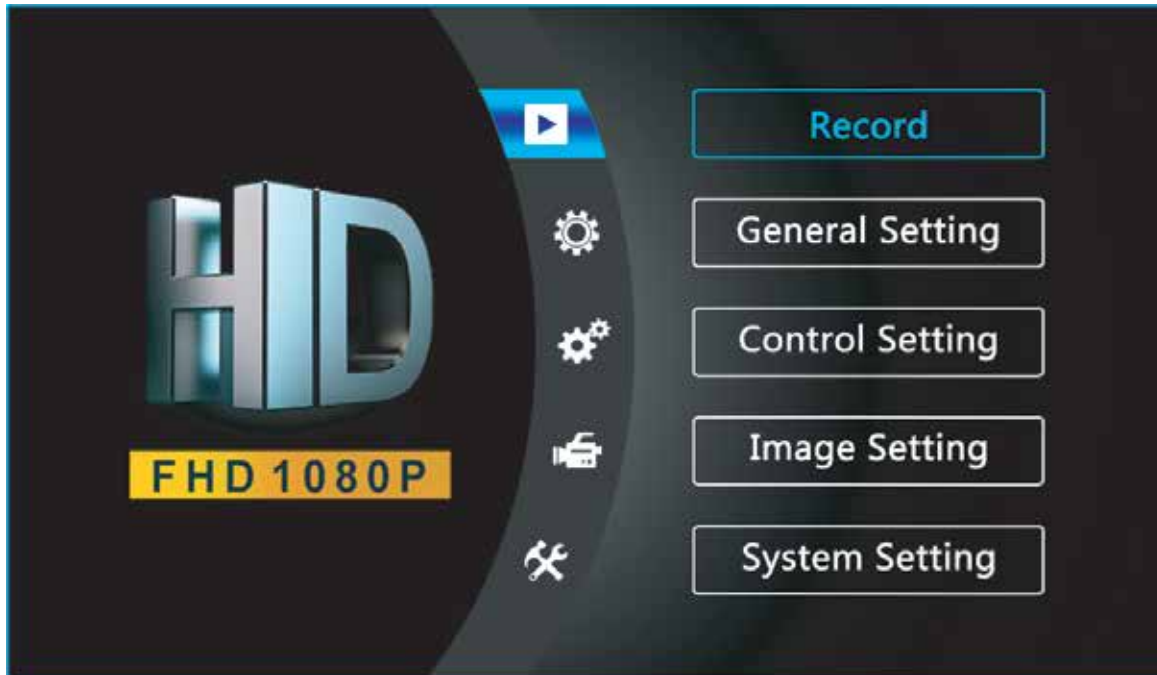 HD
FHD 1080P
Record
General Setting
Control Setting
Image Setting
System Setting